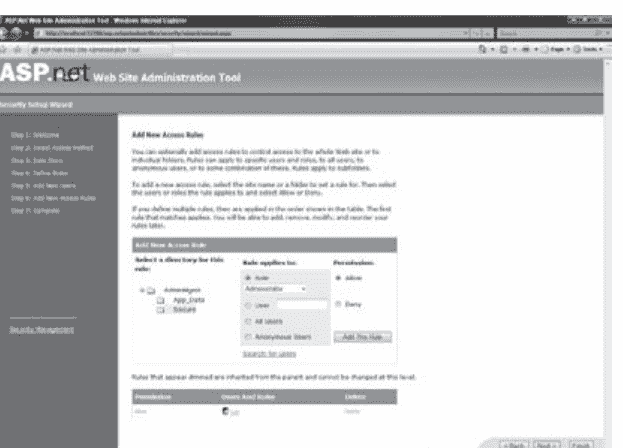 ASP.Net Web Site Administration Tool - Windows Internet Explorer
ASP.net Web Site Administration Tool
Security Setup Wizard
Step 1: Welcome
Step 2: Select Access Method
Step 3: Data Store
Step 4: Define Roles
Step 5: Add New Users
Step 6: Add New Access Rules
Step 7: Complete
Security Management
Add New Access Rules
You can optionally add access rules to control access to the whole Web site or to
individual folders. Rules can apply to specific users and roles, to all users, to
anonymous users, or to some combination of these. Rules apply to subfolders.
To add a new access rule, select the site name or a folder to set a rule for. Then select
the users or roles the rule applies to and select Allow or Deny.
If you define multiple rules, they are applied in the order shown in the table. The first
rule that matches applies. You will be able to add, remove, modify, and reorder your
rules later.
Add New Access Rule
Select a directory for this
rule:
App_Data
Secure
Rule applies to:
Role
Administrator
User
All Users
Anonymous Users
Search for users
Permission:
Allow
Deny
Add This Rule
Rules that appear dimmed are inherited from the parent and cannot be changed at this level.
Permission Users And Roles Delete
Allow [all] Delete
< Back Next > Finish